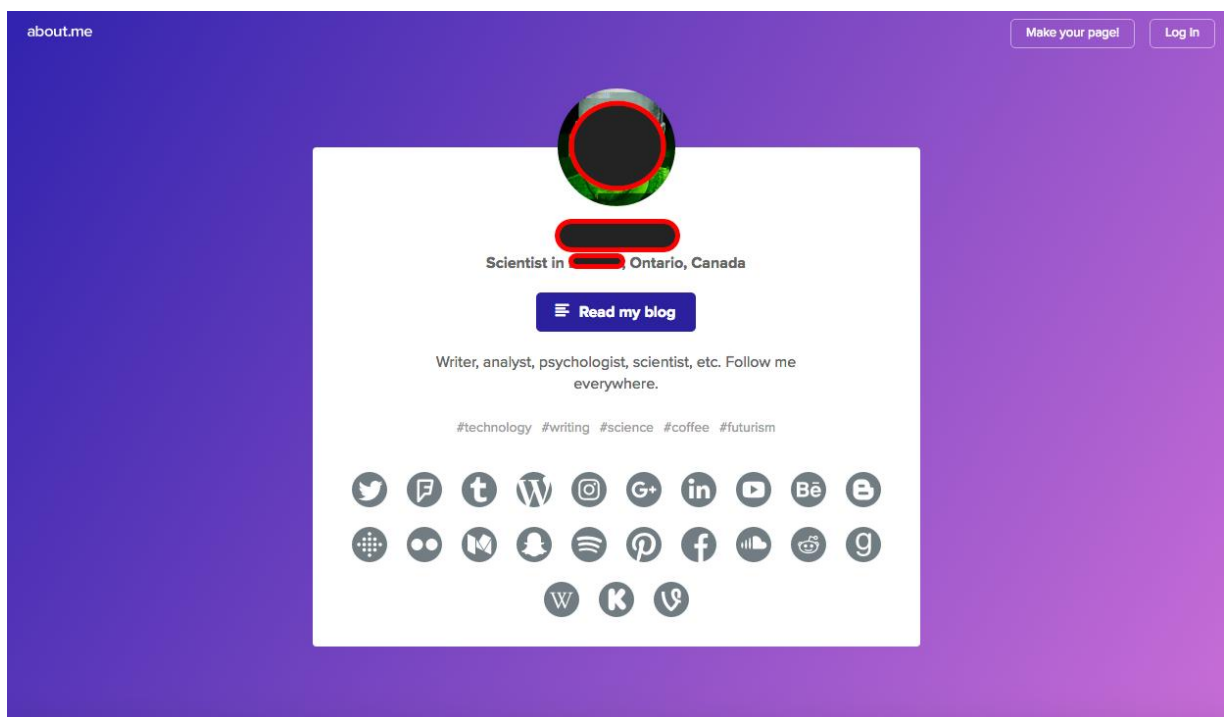 about.me
Make your page! Log In
Scientist in , Ontario, Canada
Read my blog
Writer, analyst, psychologist, scientist, etc. Follow me
everywhere.
#technology #writing #science #coffee #futurism